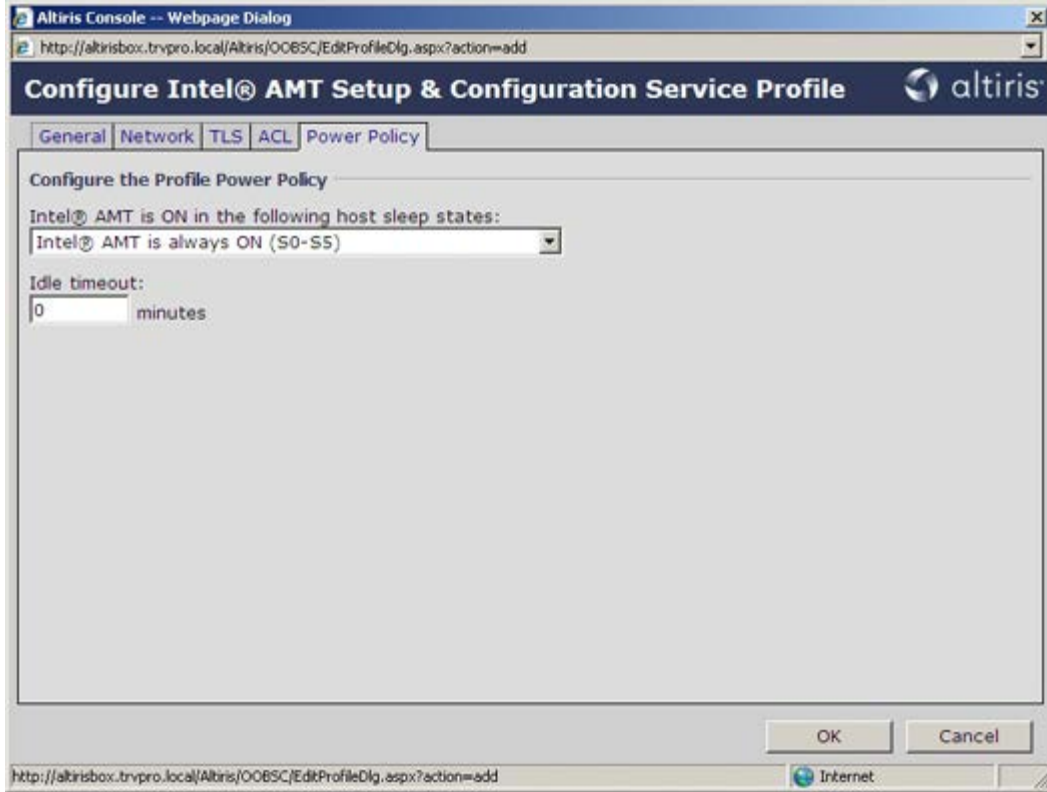 Altiris Console -- Webpage Dialog
http://altirisbox.trvpro.local/Altiris/OOBSC/EditProfileDlg.aspx?action=add
Configure Intel® AMT Setup & Configuration Service Profile
altiris
General Network TLS ACL Power Policy
Configure the Profile Power Policy
Intel® AMT is ON in the following host sleep states:
Intel® AMT is always ON (S0-S5)
Idle timeout:
0 minutes
OK Cancel
http://altirisbox.trvpro.local/Altiris/OOBSC/EditProfileDlg.aspx?action=add Internet